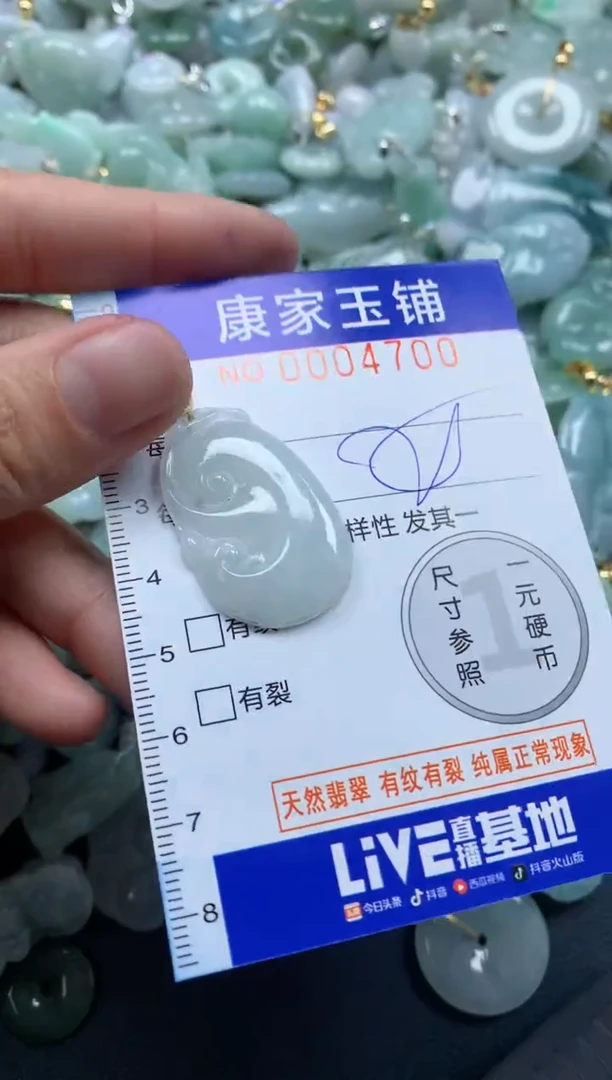 康家玉铺
NO 0004700
每
3
每
样性 发其一
4
有纹
5
有裂
6
尺寸参照
1
一元硬币
天然翡翠 有纹有裂 纯属正常现象
7
LiVE直播基地
8
今日头条 抖音 西瓜视频 抖音火山版